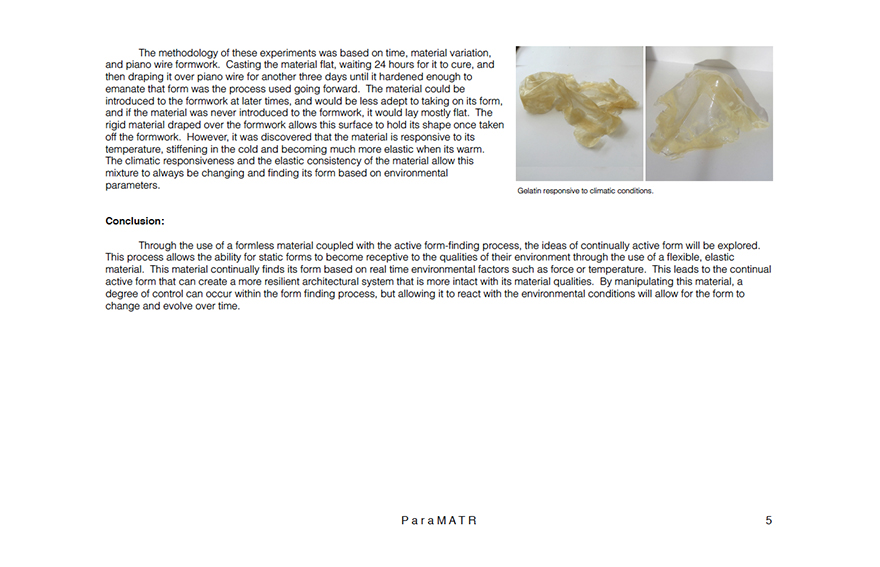 The methodology of these experiments was based on time, material variation,
and piano wire formwork.  Casting the material flat, waiting 24 hours for it to cure, and
then draping it over piano wire for another three days until it hardened enough to
emanate that form was the process used going forward.  The material could be
introduced to the formwork at later times, and would be less adept to taking on its form,
and if the material was never introduced to the formwork, it would lay mostly flat.  The
rigid material draped over the formwork allows this surface to hold its shape once taken
off the formwork.  However, it was discovered that the material is responsive to its
temperature, stiffening in the cold and becoming much more elastic when its warm.
The climatic responsiveness and the elastic consistency of the material allow this
mixture to always be changing and finding its form based on environmental
parameters.
Gelatin responsive to climatic conditions.
Conclusion:
Through the use of a formless material coupled with the active form-finding process, the ideas of continually active form will be explored.
This process allows the ability for static forms to become receptive to the qualities of their environment through the use of a flexible, elastic
material.  This material continually finds its form based on real time environmental factors such as force or temperature.  This leads to the continual
active form that can create a more resilient architectural system that is more intact with its material qualities.  By manipulating this material, a
degree of control can occur within the form finding process, but allowing it to react with the environmental conditions will allow for the form to
change and evolve over time.
ParaMATR
5